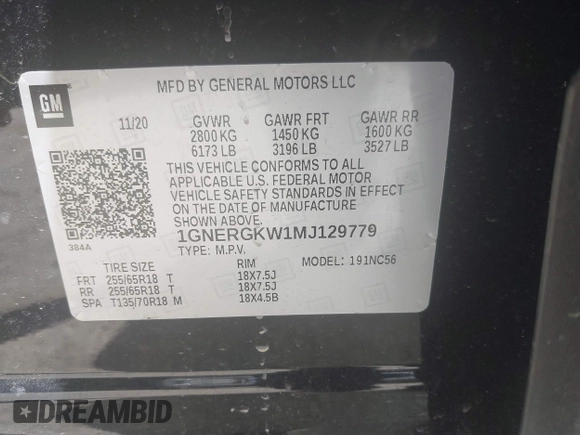 GM
MFD BY GENERAL MOTORS LLC
11/20 GVWR GAWR FRT GAWR RR
2800 KG 1450 KG 1600 KG
6173 LB 3196 LB 3527 LB
THIS VEHICLE CONFORMS TO ALL
APPLICABLE U.S. FEDERAL MOTOR
VEHICLE SAFETY STANDARDS IN EFFECT
ON THE DATE OF MANUFACTURE
SHOWN ABOVE.
384A
1GNERGKW1MJ129779
TYPE: M.P.V.
TIRE SIZE RIM MODEL: 191NC56
FRT 255/65R18 T 18X7.5J
RR 255/65R18 T 18X7.5J
SPA T135/70R18 M 18X4.5B
DREAMBID